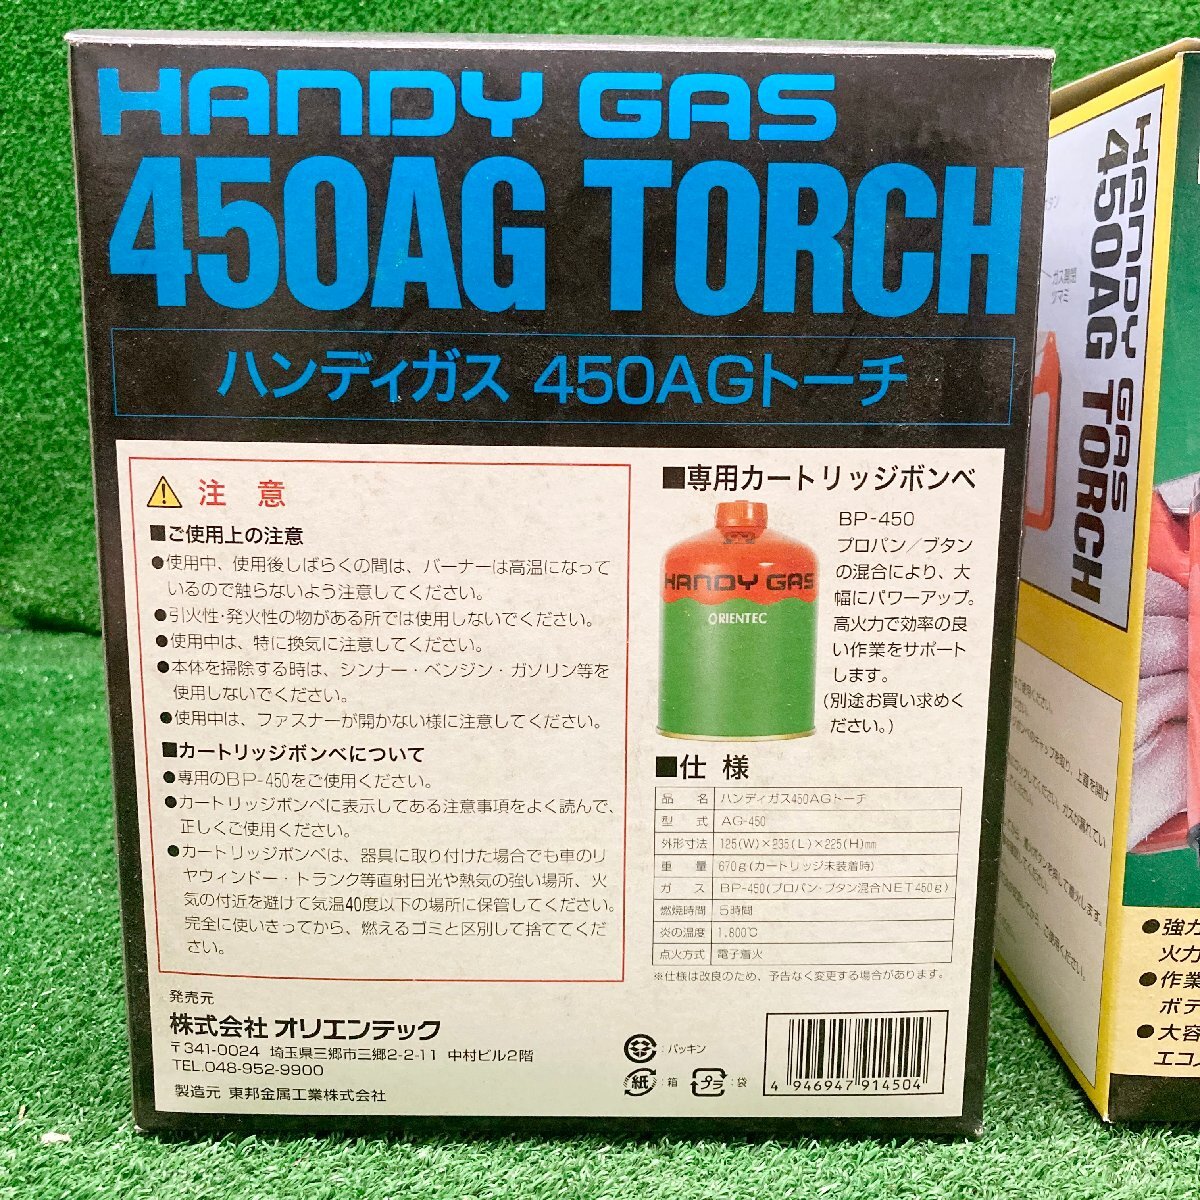 HANDY GAS
450AG TORCH
ハンディガス 450AGトーチ
注 意
■ご使用上の注意
●使用中、使用後しばらくの間は、バーナーは高温になって
いるので触らないよう注意してください。
●引火性・発火性の物がある所では使用しないでください。
●使用中は、特に換気に注意してください。
●本体を掃除する時は、シンナー・ベンジン・ガソリン等を
使用しないでください。
●使用中は、ファスナーが開かない様に注意してください。
■カートリッジボンベについて
●専用のBP-450をご使用ください。
●カートリッジボンベに表示してある注意事項をよく読んで、
正しくご使用ください。
●カートリッジボンベは、器具に取り付けた場合でも車のリ
ヤウィンドー・トランク等直射日光や熱気の強い場所、火
気の付近を避けて気温40度以下の場所に保管してください。
完全に使いきってから、燃えるゴミと区別して捨ててくださ
い。
■専用カートリッジボンベ
HANDY GAS
ORIENTEC
BP-450
プロパン／ブタン
の混合により、大
幅にパワーアップ。
高火力で効率の良
い作業をサポート
します。
(別途お買い求めく
ださい。)
■仕 様
品 名 ハンディガス450AGトーチ
型 式 AG-450
外形寸法 125(W)×235(L)×225(H)mm
重 量 670g(カートリッジ未装着時)
ガ ス BP-450(プロパン・ブタン混合NET450g)
燃焼時間 5時間
炎の温度 1,800℃
点火方式 電子着火
※仕様は改良のため、予告なく変更する場合があります。
発売元
株式会社 オリエンテック
〒341-0024 埼玉県三郷市三郷2-2-11 中村ビル2階
TEL.048-952-9900
製造元 東邦金属工業株式会社
プラ :パッキン
紙 :箱 プラ :袋
4 946947 914504
HANDY GAS
450AG TORCH
ガス調節
ツマミ
●強力
火力
●作業
ボデ
●大容
エコノ